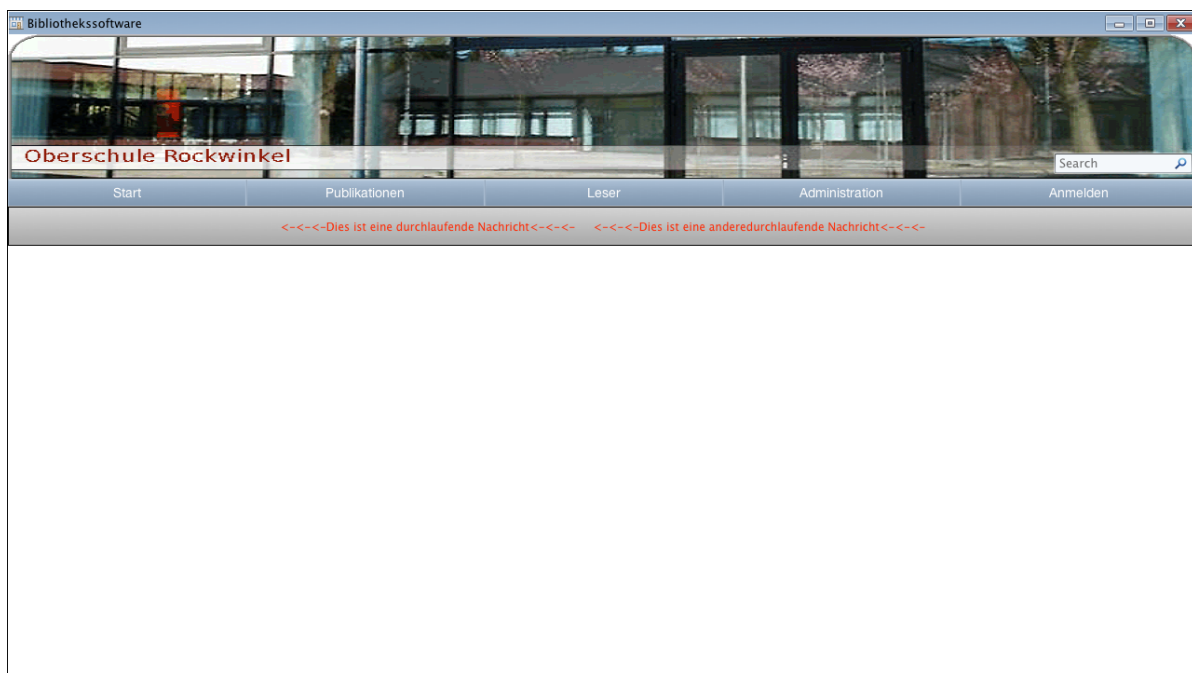 Bibliothekssoftware
Oberschule Rockwinkel
Search
Start Publikationen Leser Administration Anmelden
<-<-<-Dies ist eine durchlaufende Nachricht<-<-<- <-<-<-Dies ist eine anderedurchlaufende Nachricht<-<-<-